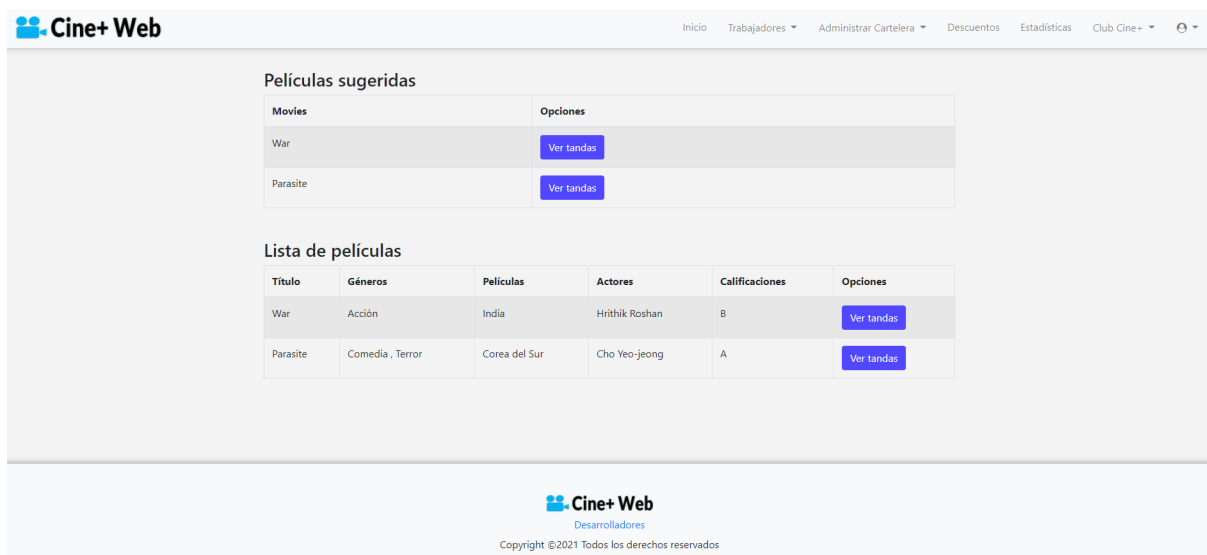 Cine+ Web
Inicio Trabajadores Administrar Cartelera Descuentos Estadísticas Club Cine+
Películas sugeridas
Movies Opciones
War Ver tandas
Parasite Ver tandas
Lista de películas
Título Géneros Películas Actores Calificaciones Opciones
War Acción India Hrithik Roshan B Ver tandas
Parasite Comedia , Terror Corea del Sur Cho Yeo-jeong A Ver tandas
Cine+ Web
Desarrolladores
Copyright ©2021 Todos los derechos reservados